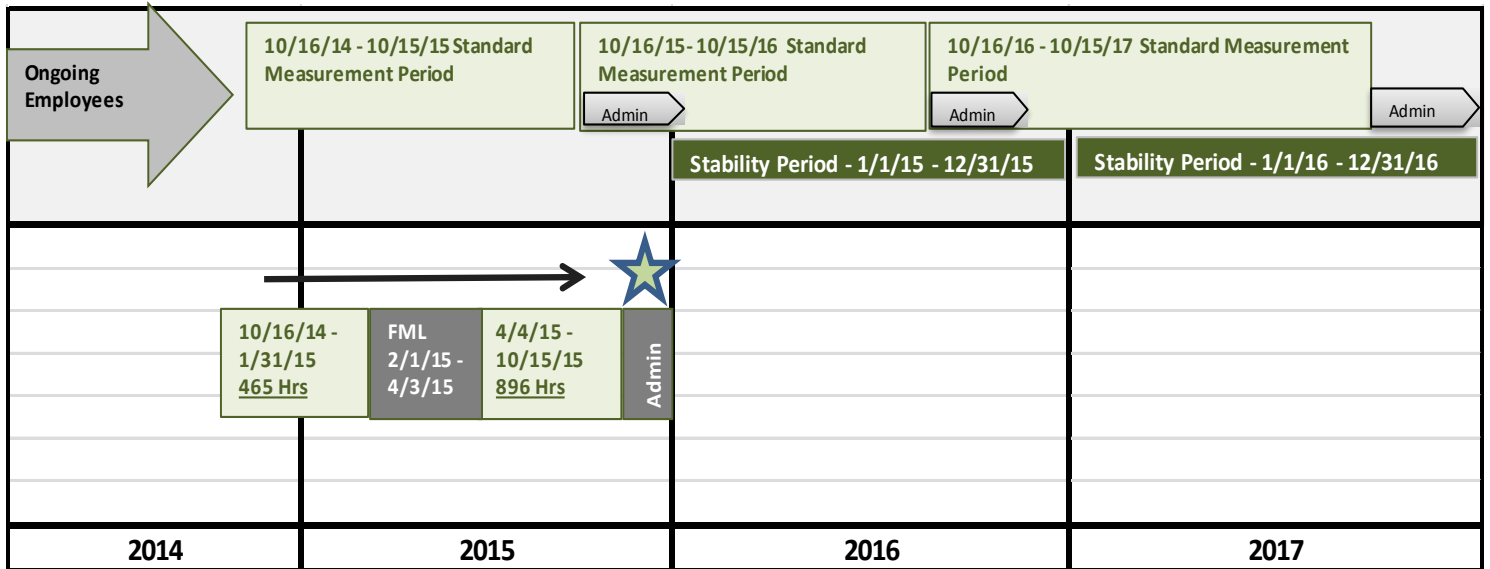 Ongoing
Employees
10/16/14 - 10/15/15 Standard
Measurement Period
10/16/15- 10/15/16 Standard
Measurement Period
Admin
10/16/16 - 10/15/17 Standard Measurement
Period
Admin
Admin
Stability Period - 1/1/15 - 12/31/15
Stability Period - 1/1/16 - 12/31/16
10/16/14 -
1/31/15
465 Hrs
FML
2/1/15 -
4/3/15
4/4/15 -
10/15/15
896 Hrs
Admin
2014
2015
2016
2017